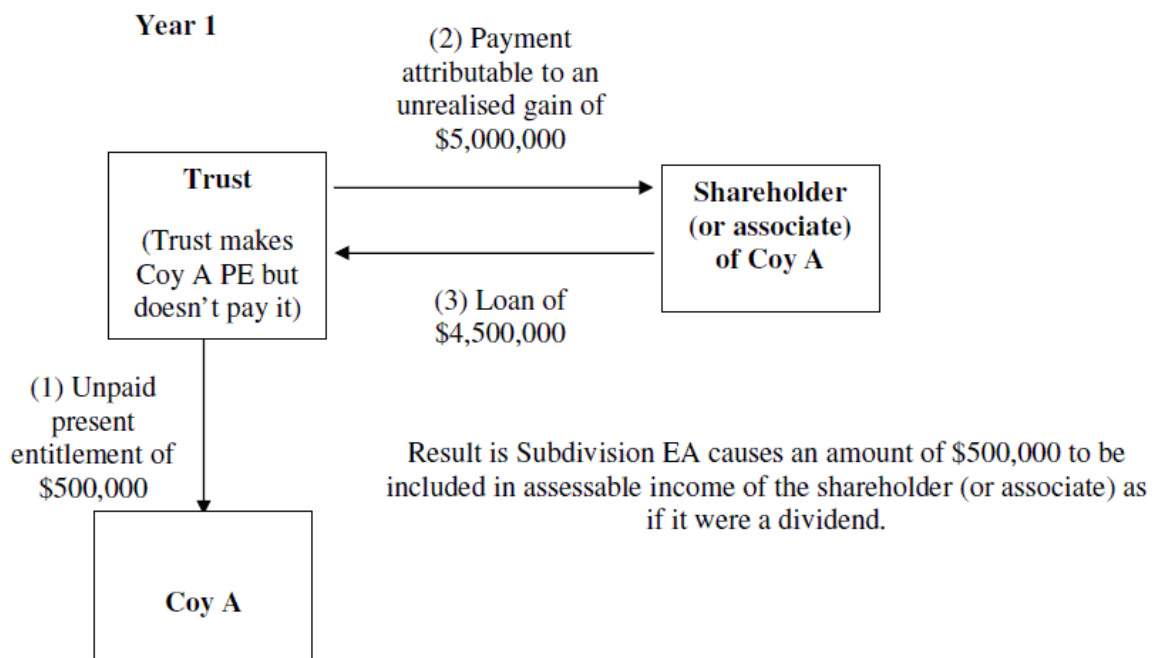 Year 1
(2) Payment
attributable to an
unrealised gain of
$5,000,000
Trust
(Trust makes
Coy A PE but
doesn't pay it)
Shareholder
(or associate)
of Coy A
(3) Loan of
$4,500,000
(1) Unpaid
present
entitlement of
$500,000
Result is Subdivision EA causes an amount of $500,000 to be
included in assessable income of the shareholder (or associate) as
if it were a dividend.
Coy A